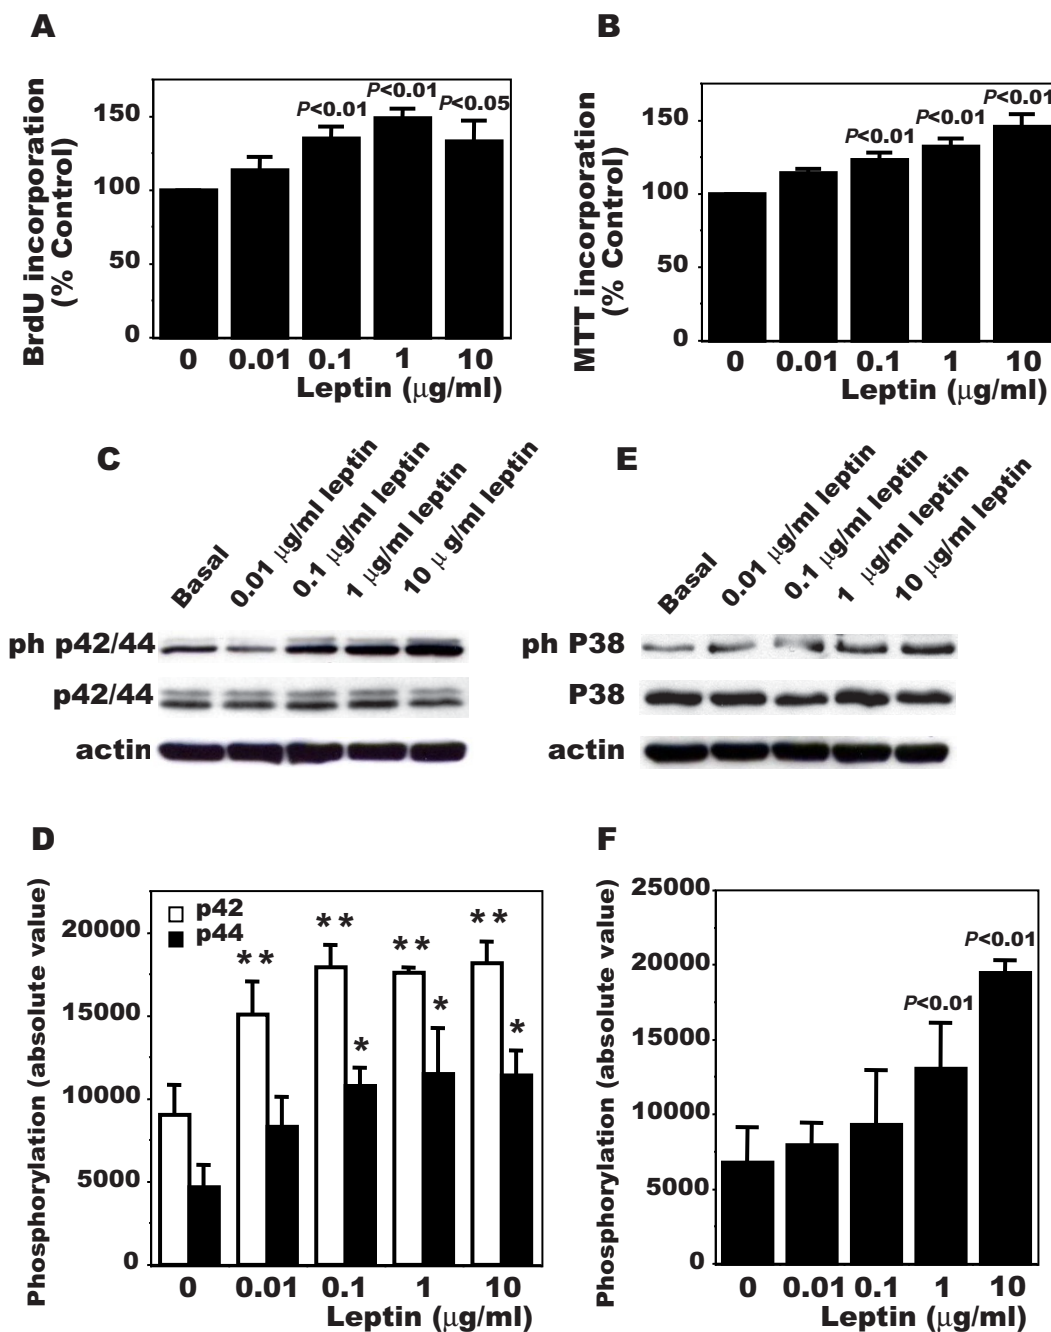 A
BrdU incorporation
(% Control)
150
100
50
0
P<0.01
P<0.01
P<0.05
0 0.01 0.1 1 10
Leptin (μg/ml)
B
MTT incorporation
(% Control)
150
100
50
0
P<0.01
P<0.01
P<0.01
0 0.01 0.1 1 10
Leptin (μg/ml)
C
Basal
0.01 μg/ml leptin
0.1 μg/ml leptin
1 μg/ml leptin
10 μ g/ml leptin
ph p42/44
p42/44
actin
E
Basal
0.01 μg/ml leptin
0.1 μg/ml leptin
1 μg/ml leptin
10 μg/ml leptin
ph P38
P38
actin
D
Phosphorylation (absolute value)
20000
15000
10000
5000
0
p42
p44
**
**
**
**
*
*
*
0 0.01 0.1 1 10
Leptin (μg/ml)
F
Phosphorylation (absolute value)
25000
20000
15000
10000
5000
0
P<0.01
P<0.01
0 0.01 0.1 1 10
Leptin (μg/ml)